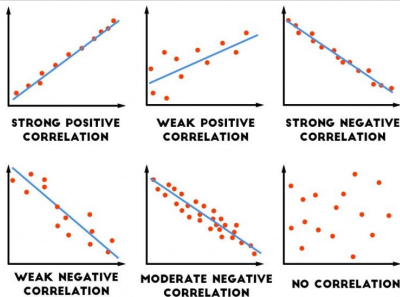 STRONG POSITIVE
CORRELATION
WEAK POSITIVE
CORRELATION
STRONG NEGATIVE
CORRELATION
WEAK NEGATIVE
CORRELATION
MODERATE NEGATIVE
CORRELATION
NO CORRELATION